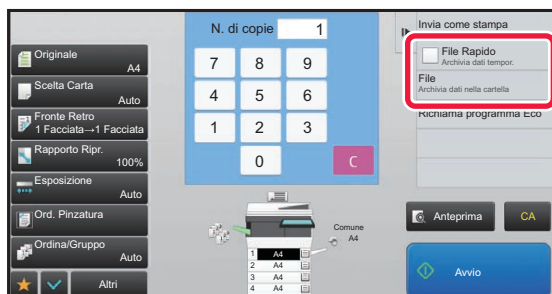 Originale
A4
Scelta Carta
Auto
Fronte Retro
1 Facciata→1 Facciata
Rapporto Ripr.
100%
Esposizione
Auto
Ord. Pinzatura
Ordina/Gruppo
Auto
Altri
N. di copie 1
7 8 9
4 5 6
1 2 3
0 C
Comune
A4
1 A4
2 A4
3 A4
4 A4
Invia come stampa
File Rapido
Archivia dati tempor.
File
Archivia dati nella cartella
Richiama programma Eco
Anteprima
CA
Avvio